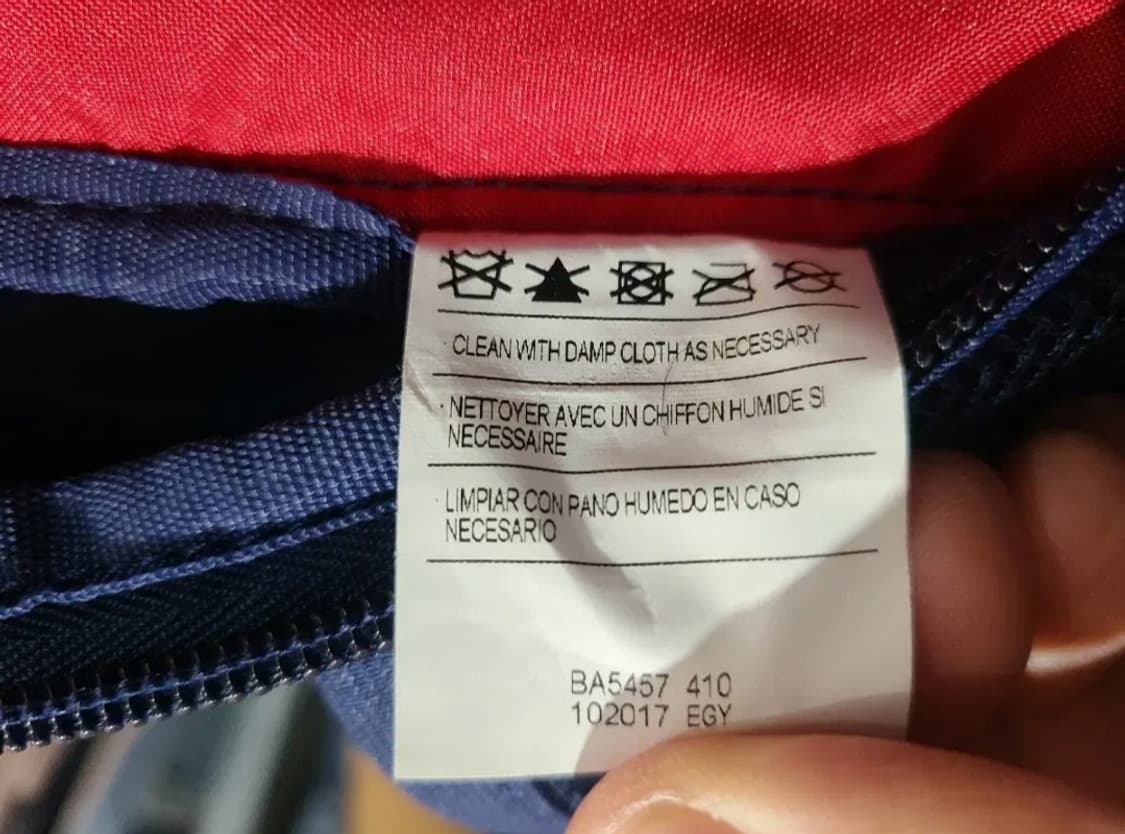 · CLEAN WITH DAMP CLOTH AS NECESSARY
· NETTOYER AVEC UN CHIFFON HUMIDE SI
NECESSAIRE
· LIMPIAR CON PANO HUMEDO EN CASO
NECESARIO
BA5457 410
102017 EGY